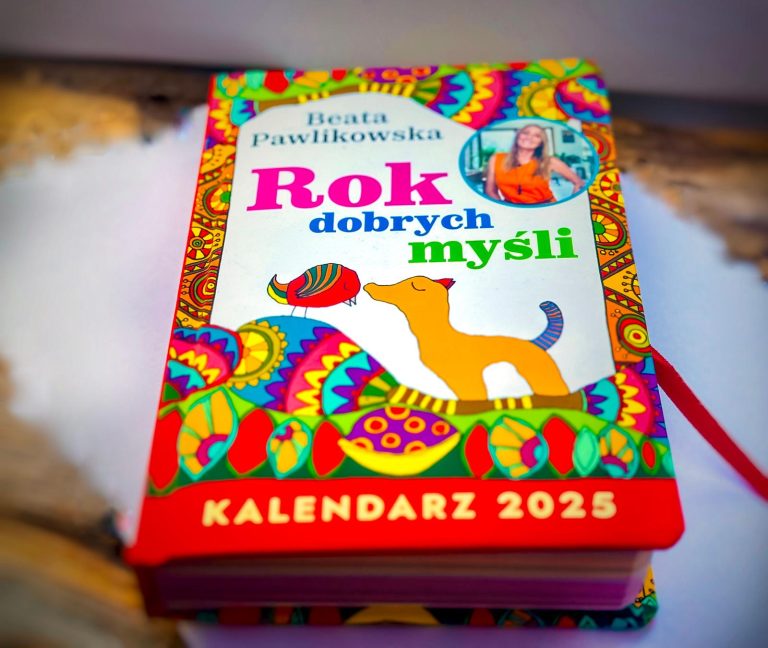 Beata
Pawlikowska
Rok
dobrych
myśli
KALENDARZ 2025